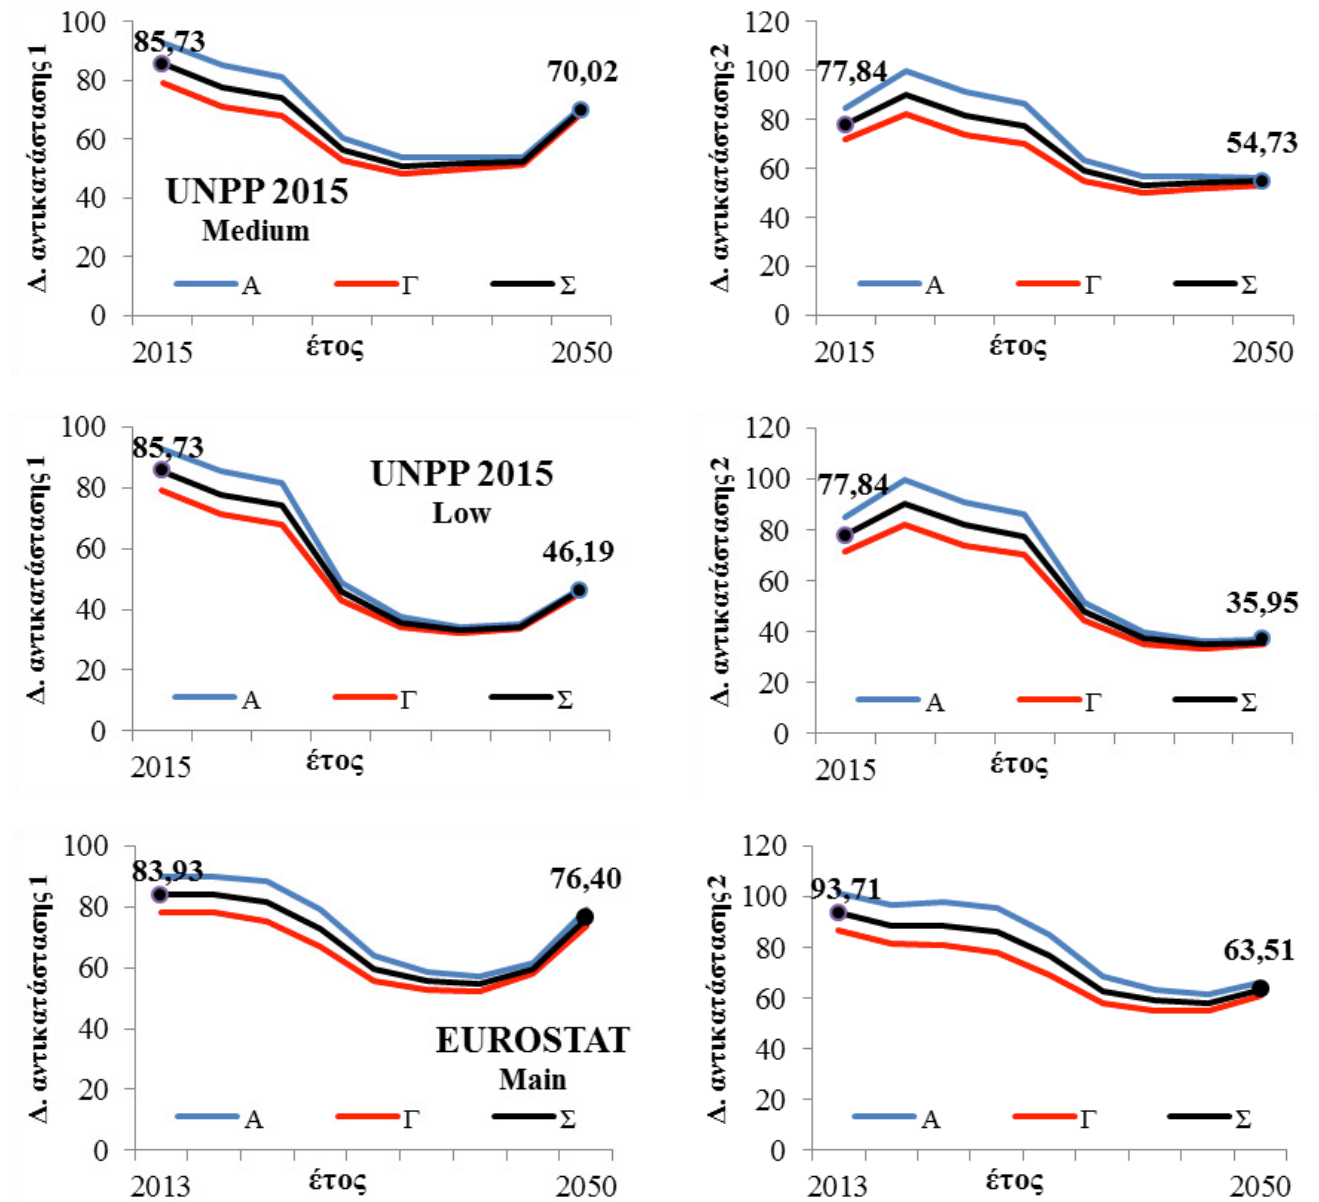 100
80
60
40
20
0
Δ. αντικατάστασης 1
85,73
70,02
UNPP 2015
Medium
Α Γ Σ
2015 έτος 2050
120
100
80
60
40
20
0
Δ. αντικατάστασης 2
77,84
54,73
Α Γ Σ
2015 έτος 2050
100
80
60
40
20
0
Δ. αντικατάστασης 1
85,73
UNPP 2015
Low
46,19
Α Γ Σ
2015 έτος
120
100
80
60
40
20
0
Δ. αντικατάστασης 2
77,84
35,95
Α Γ Σ
2015 έτος
100
80
60
40
20
0
Δ. αντικατάστασης 1
83,93
76,40
EUROSTAT
Main
Α Γ Σ
2013 έτος 2050
120
100
80
60
40
20
0
Δ. αντικατάστασης 2
93,71
63,51
Α Γ Σ
2013 έτος 2050